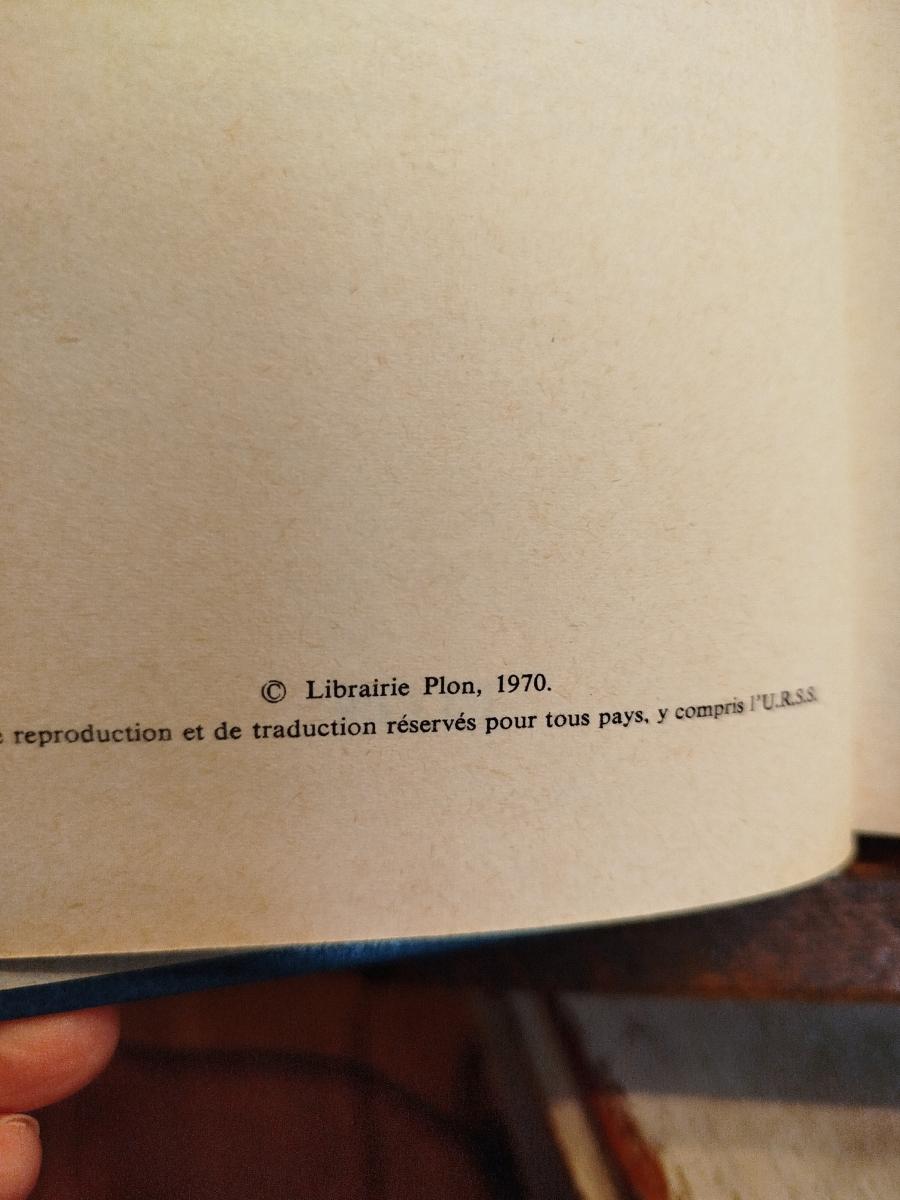 © Librairie Plon, 1970.
reproduction et de traduction réservés pour tous pays, y compris l'U.R.S.S.